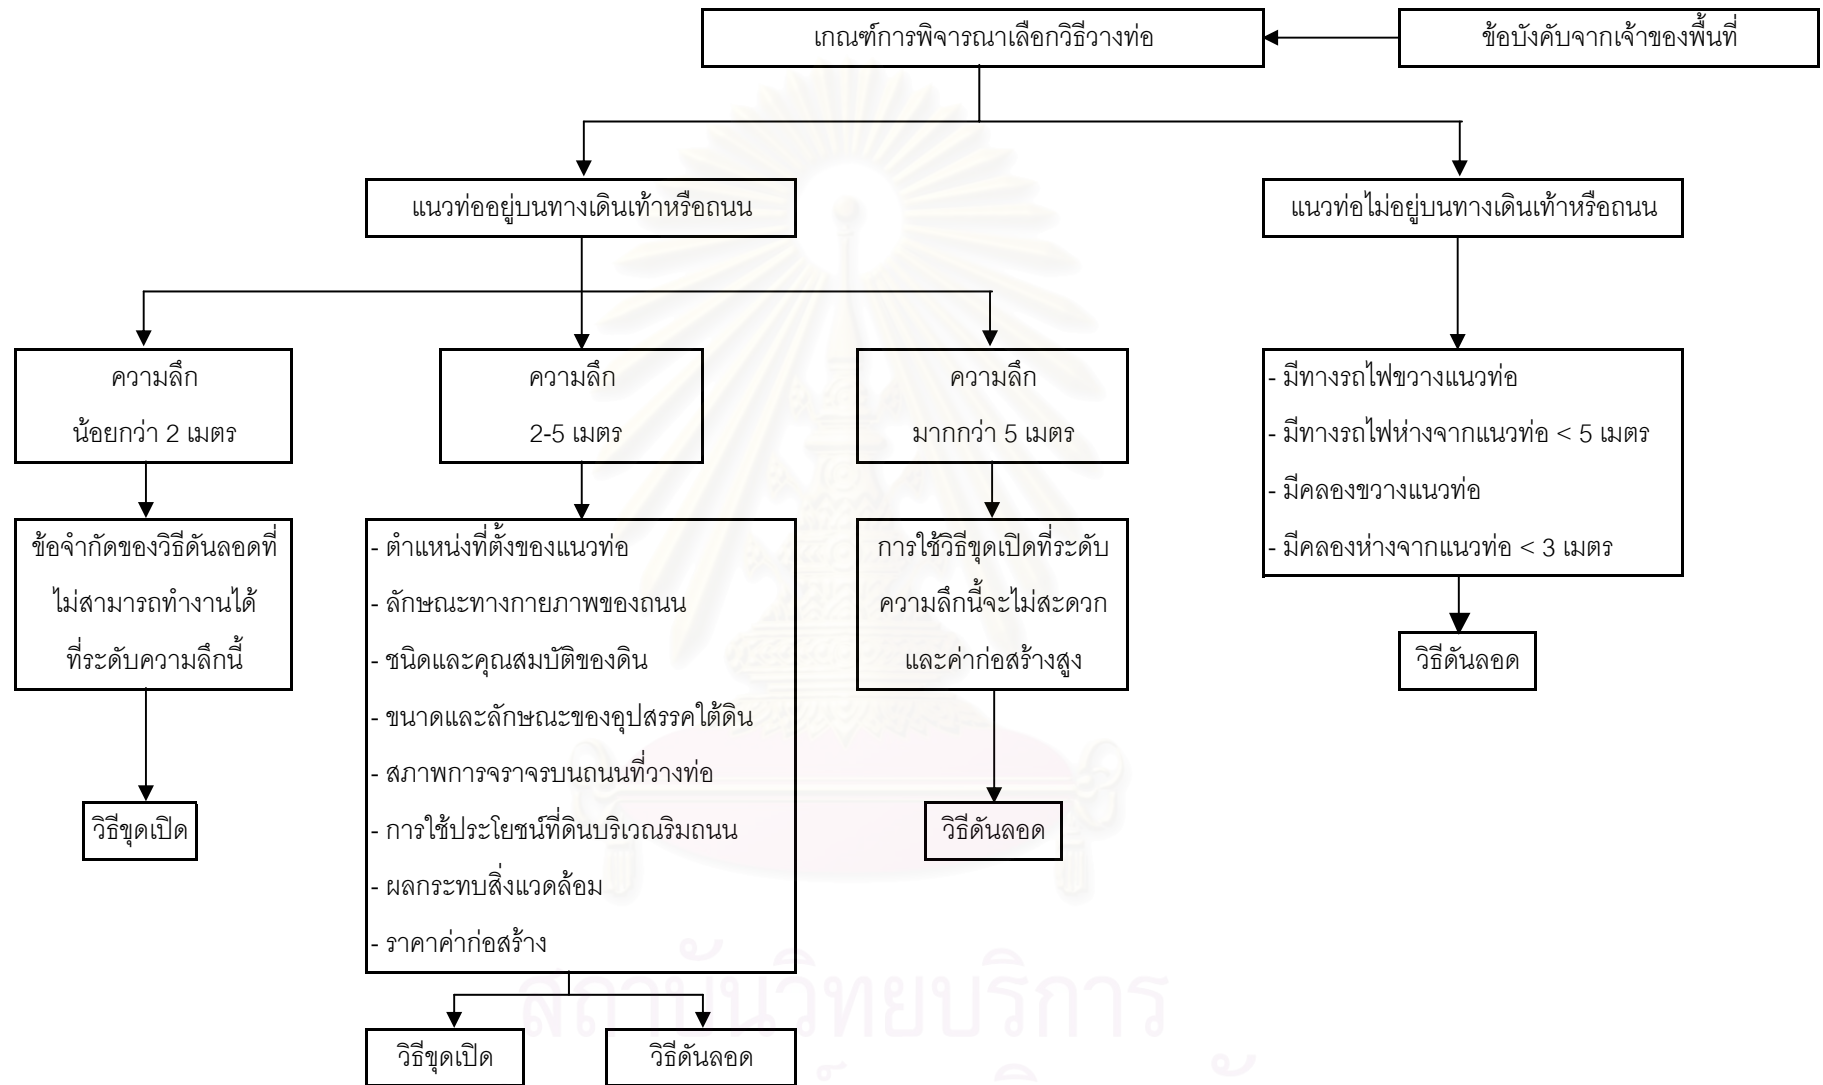 เกณฑ์การพิจารณาเลือกวิธีวางท่อ
ข้อบังคับจากเจ้าของพื้นที่
แนวท่ออยู่บนทางเดินเท้าหรือถนน
แนวท่อไม่อยู่บนทางเดินเท้าหรือถนน
ความลึก
น้อยกว่า 2 เมตร
ความลึก
2-5 เมตร
ความลึก
มากกว่า 5 เมตร
- มีทางรถไฟขวางแนวท่อ
- มีทางรถไฟห่างจากแนวท่อ < 5 เมตร
- มีคลองขวางแนวท่อ
- มีคลองห่างจากแนวท่อ < 3 เมตร
ข้อจำกัดของวิธีดันลอดที่
ไม่สามารถทำงานได้
ที่ระดับความลึกนี้
- ตำแหน่งที่ตั้งของแนวท่อ
- ลักษณะทางกายภาพของถนน
- ชนิดและคุณสมบัติของดิน
- ขนาดและลักษณะของอุปสรรคใต้ดิน
- สภาพการจราจรบนถนนที่วางท่อ
- การใช้ประโยชน์ที่ดินบริเวณริมถนน
- ผลกระทบสิ่งแวดล้อม
- ราคาค่าก่อสร้าง
การใช้วิธีขุดเปิดที่ระดับ
ความลึกนี้จะไม่สะดวก
และค่าก่อสร้างสูง
วิธีดันลอด
วิธีขุดเปิด
วิธีดันลอด
วิธีขุดเปิด
วิธีดันลอด
สถาบันวิทยบริการ